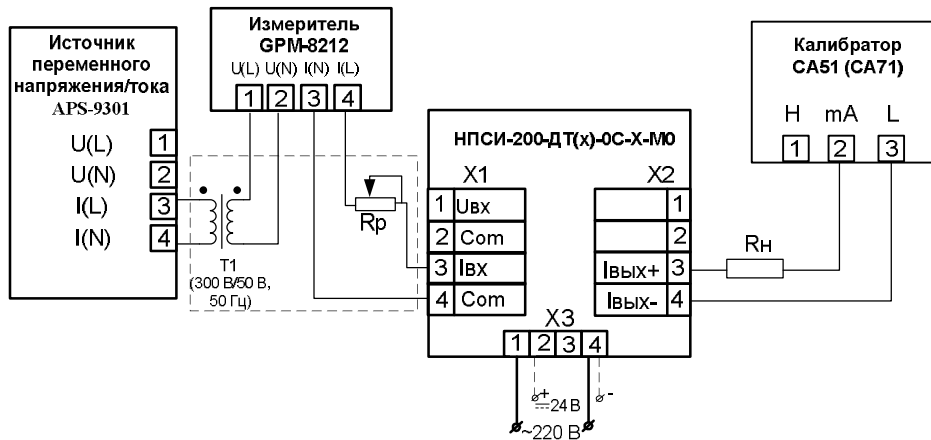 Источник
переменного
напряжения/тока
APS-9301
U(L) 1
U(N) 2
I(L) 3
I(N) 4
Измеритель
GPM-8212
U(L) U(N) I(N) I(L)
1 2 3 4
T1
(300 В/50 В,
50 Гц)
Rр
НПСИ-200-ДТ(х)-0С-Х-М0
X1
1 Uвх
2 Com
3 Iвх
4 Com
X2
1
2
Iвых+ 3
Iвых- 4
X3
1 2 3 4
+ -
24 В
~220 В
Rн
Калибратор
CA51 (CA71)
H mA L
1 2 3